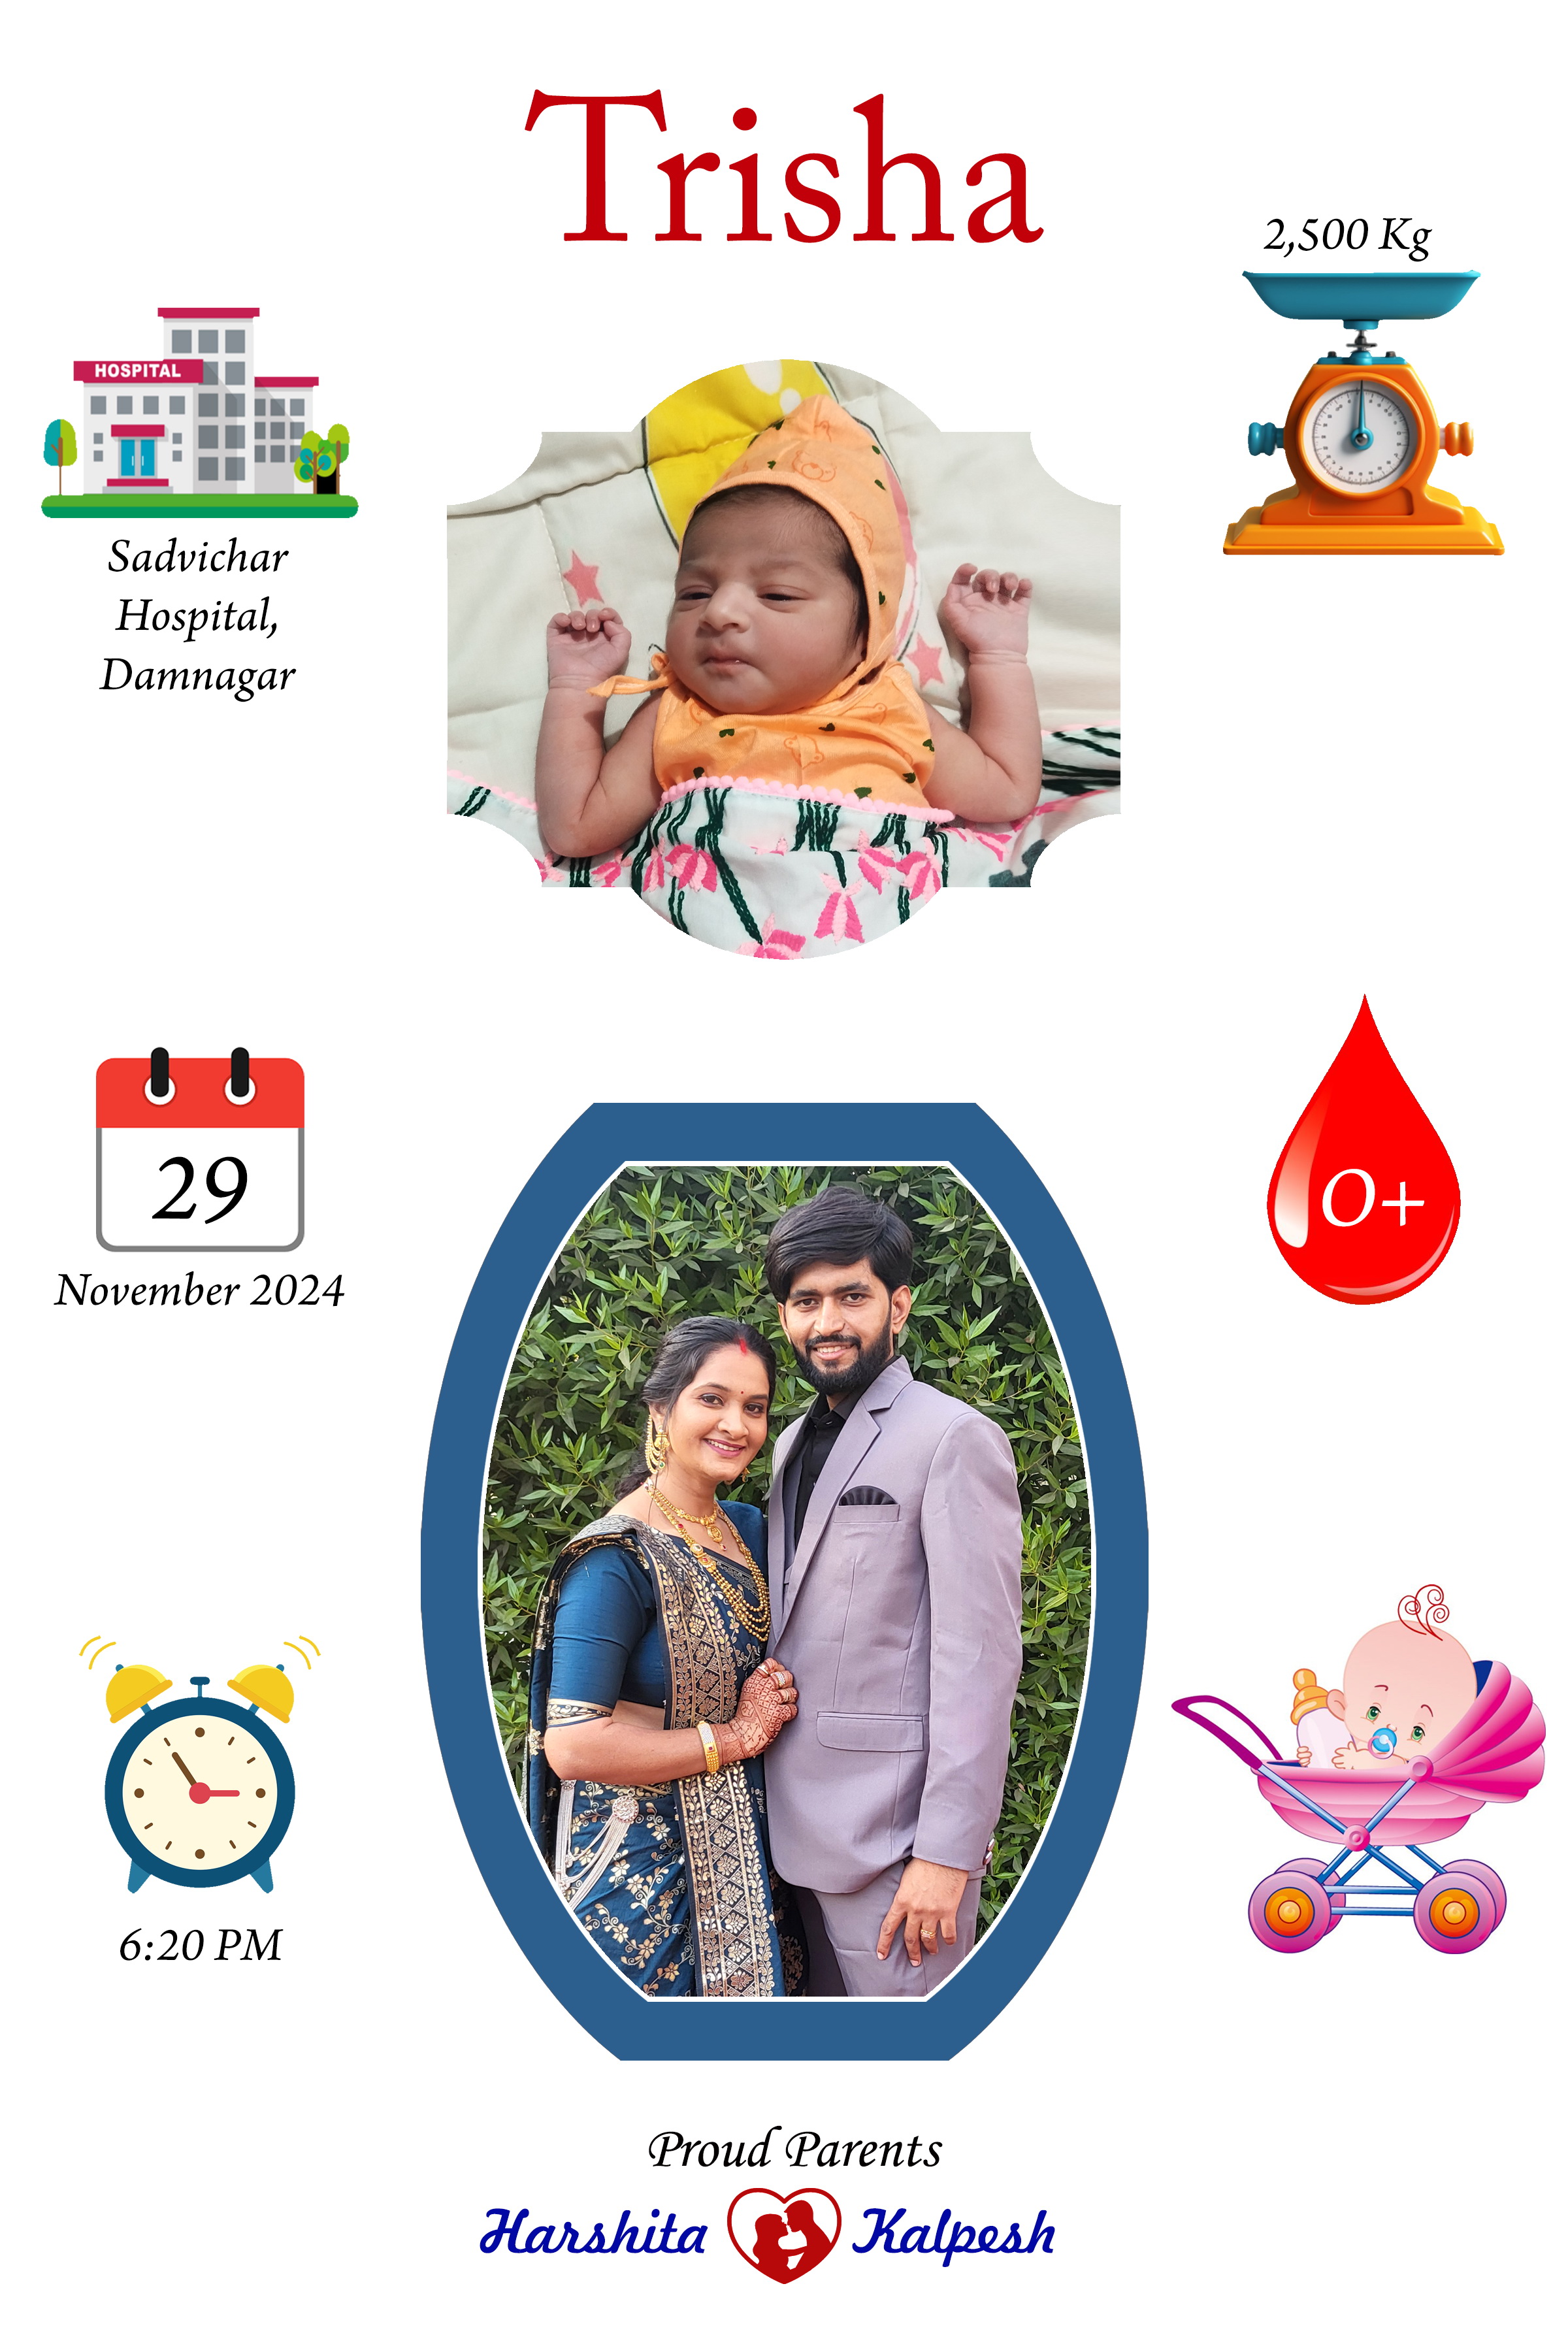 Trisha
2,500 Kg
HOSPITAL
Sadvichar
Hospital,
Damnagar
29
November 2024
O+
6:20 PM
Proud Parents
Harshita Kalpesh